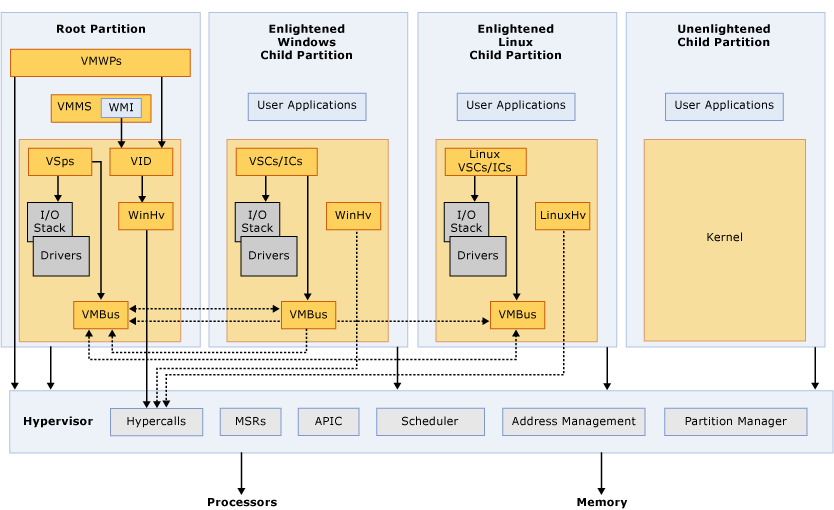 Root Partition
Enlightened
Windows
Child Partition
Enlightened
Linux
Child Partition
Unenlightened
Child Partition
VMWPs
VMMS
WMI
User Applications
User Applications
User Applications
VSps
VID
VSCs/ICs
Linux
VSCs/ICs
I/O
Stack
Drivers
WinHv
I/O
Stack
Drivers
WinHv
I/O
Stack
Drivers
LinuxHv
Kernel
VMBus
VMBus
VMBus
Hypervisor
Hypercalls
MSRs
APIC
Scheduler
Address Management
Partition Manager
Processors
Memory